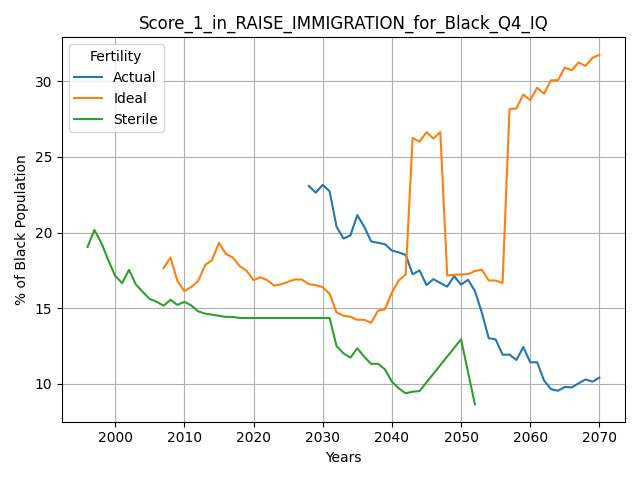 Score_1_in_RAISE_IMMIGRATION_for_Black_Q4_IQ
Fertility
Actual
Ideal
Sterile
% of Black Population
30
25
20
15
10
2000 2010 2020 2030 2040 2050 2060 2070
Years